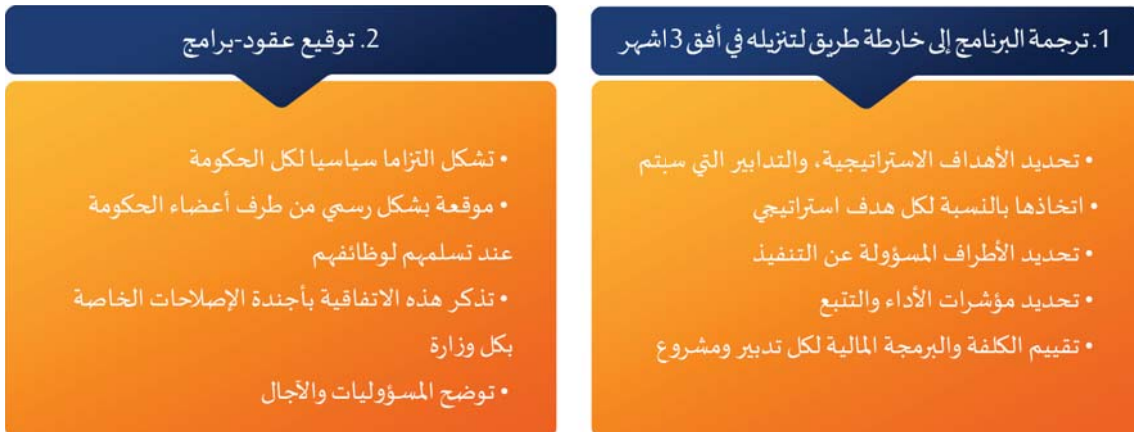 1. ترجمة البرنامج إلى خارطة طريق لتنزيله في أفق 3 اشهر
• تحديد الأهداف الاستراتيجية، والتدابير التي سبتم
• اتخاذها بالنسبة لكل هدف استراتيجي
• تحديد الأطراف المسؤولة عن التنفيذ
• تحديد مؤشرات الأداء والتتبع
• تقييم الكلفة والبرمجة المالية لكل تدبير ومشروع
2. توقيع عقود-برامج
• تشكل التزاما سياسيا لكل الحكومة
• موقعة بشكل رسمي من طرف أعضاء الحكومة
عند تسلمهم لوظائفهم
• تذكر هذه الاتفاقية بأجندة الإصلاحات الخاصة
بكل وزارة
• توضح المسؤوليات والآجال